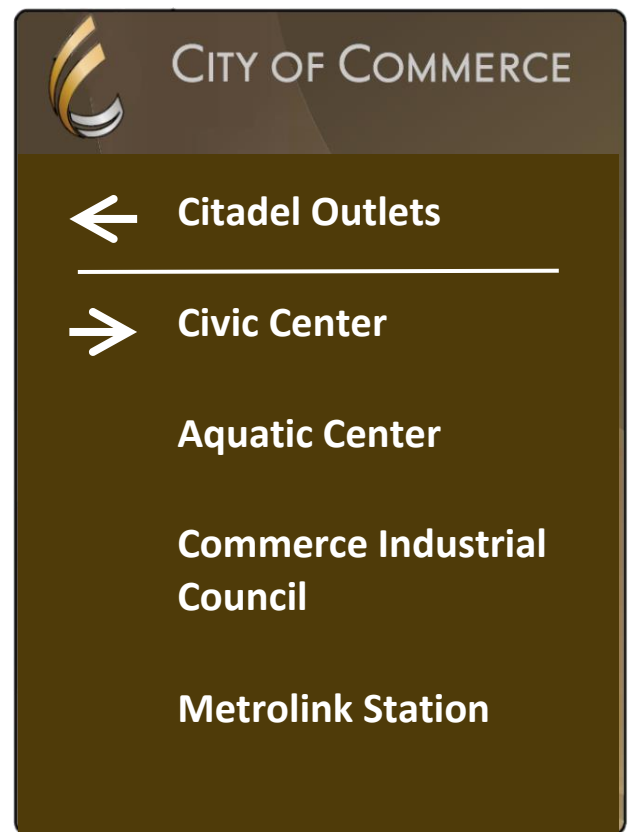 CITY OF COMMERCE
Citadel Outlets
Civic Center
Aquatic Center
Commerce Industrial
Council
Metrolink Station